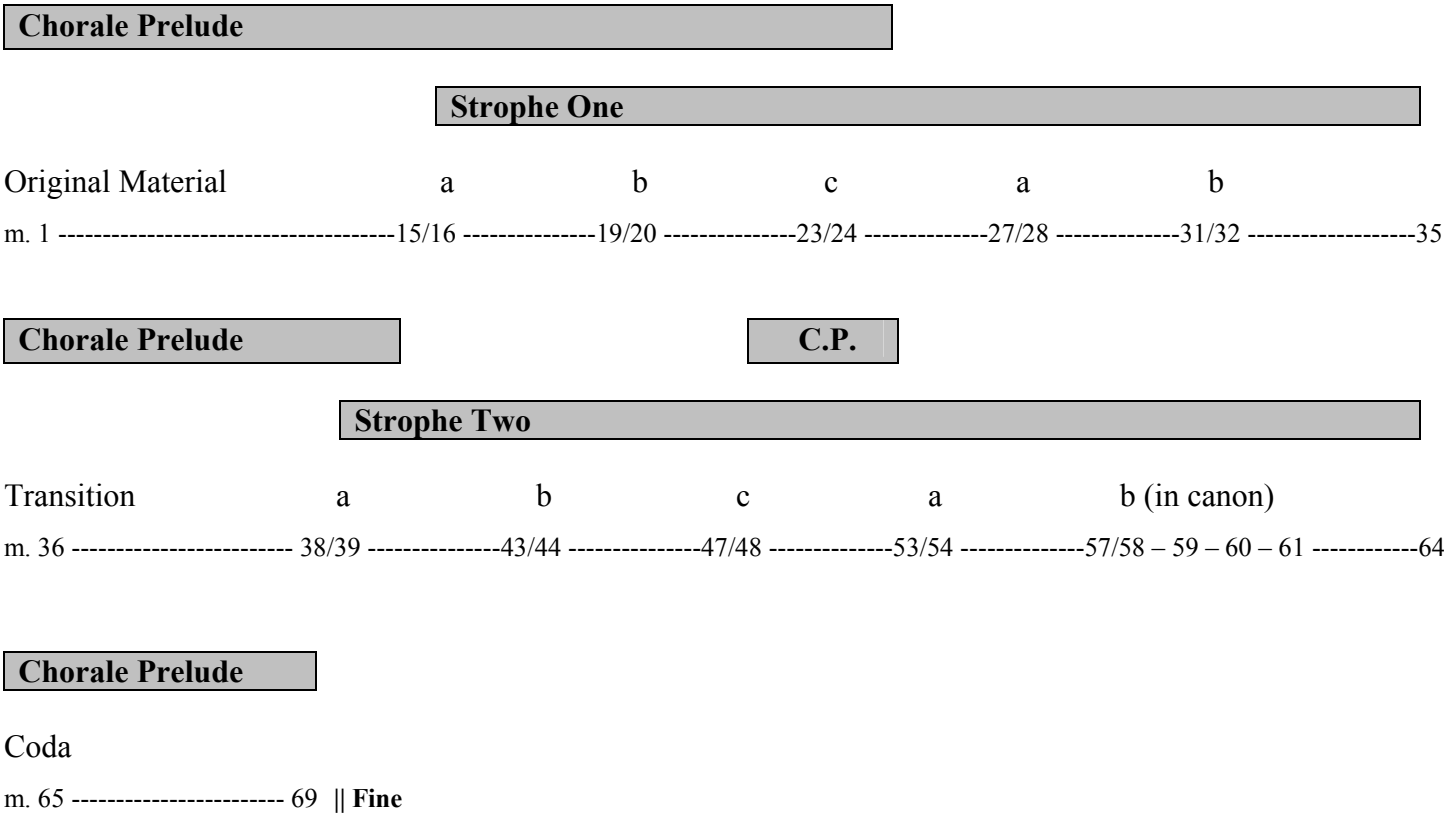 Chorale Prelude
Strophe One
Original Material a b c a b
m. 1 -------------------------------------15/16 ---------------19/20 ---------------23/24 --------------27/28 --------------31/32 -------------------35
Chorale Prelude C.P.
Strophe Two
Transition a b c a b (in canon)
m. 36 ------------------------- 38/39 ---------------43/44 ---------------47/48 --------------53/54 --------------57/58 – 59 – 60 – 61 ------------64
Chorale Prelude
Coda
m. 65 ------------------------ 69 || Fine